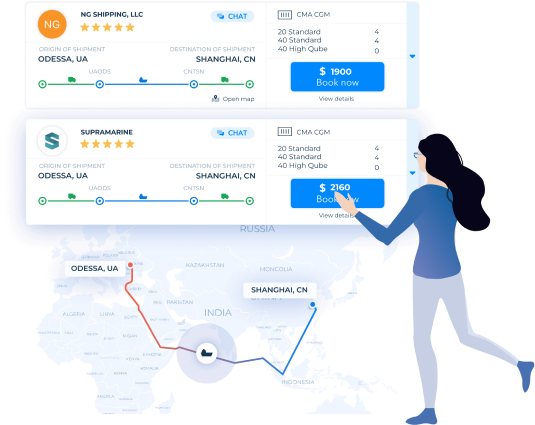 NG
NG SHIPPING, LLC
CHAT
ORIGIN OF SHIPMENT
DESTINATION OF SHIPMENT
ODESSA, UA
SHANGHAI, CN
UAODS
CNTSN
Open map
CMA CGM
20 Standard 4
40 Standard 4
40 High Qube 0
$ 1900
Book now
View details
SUPRAMARINE
CHAT
ORIGIN OF SHIPMENT
DESTINATION OF SHIPMENT
ODESSA, UA
SHANGHAI, CN
UAODS
CNTSN
CMA CGM
20 Standard 4
40 Standard 4
40 High Qube 0
$ 2160
Book now
View details
RUSSIA
ODESSA, UA
KAZAKHSTAN
MONGOLIA
SHANGHAI, CN
ALGERIA
LIBYA
PAKISTAN
INDIA
INDONESIA